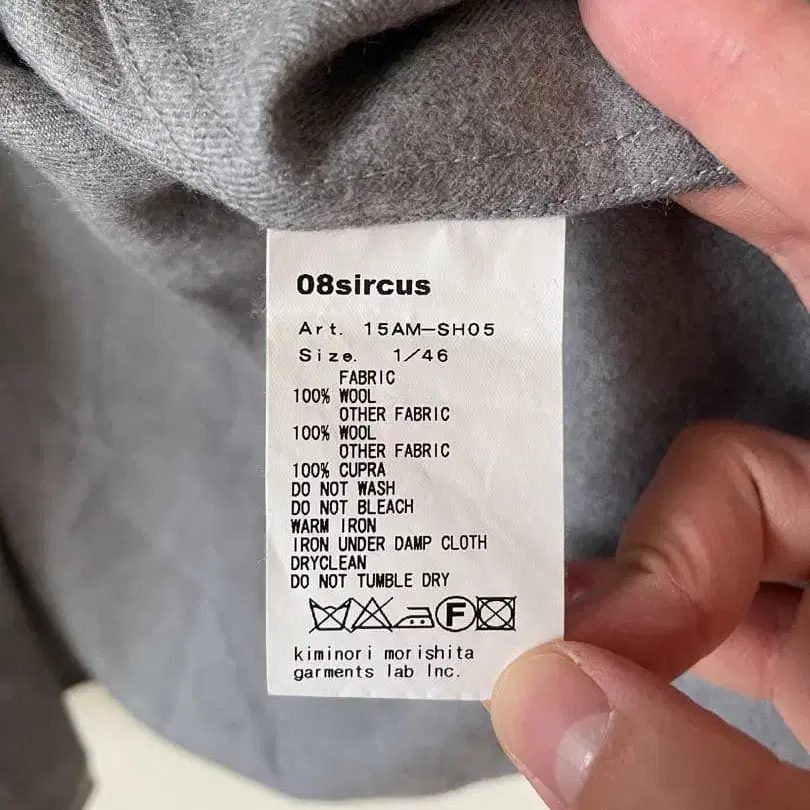 08sircus
Art. 15AM-SH05
Size. 1/46
FABRIC
100% WOOL
OTHER FABRIC
100% WOOL
OTHER FABRIC
100% CUPRA
DO NOT WASH
DO NOT BLEACH
WARM IRON
IRON UNDER DAMP CLOTH
DRYCLEAN
DO NOT TUMBLE DRY
F
kiminori morishita
garments lab Inc.